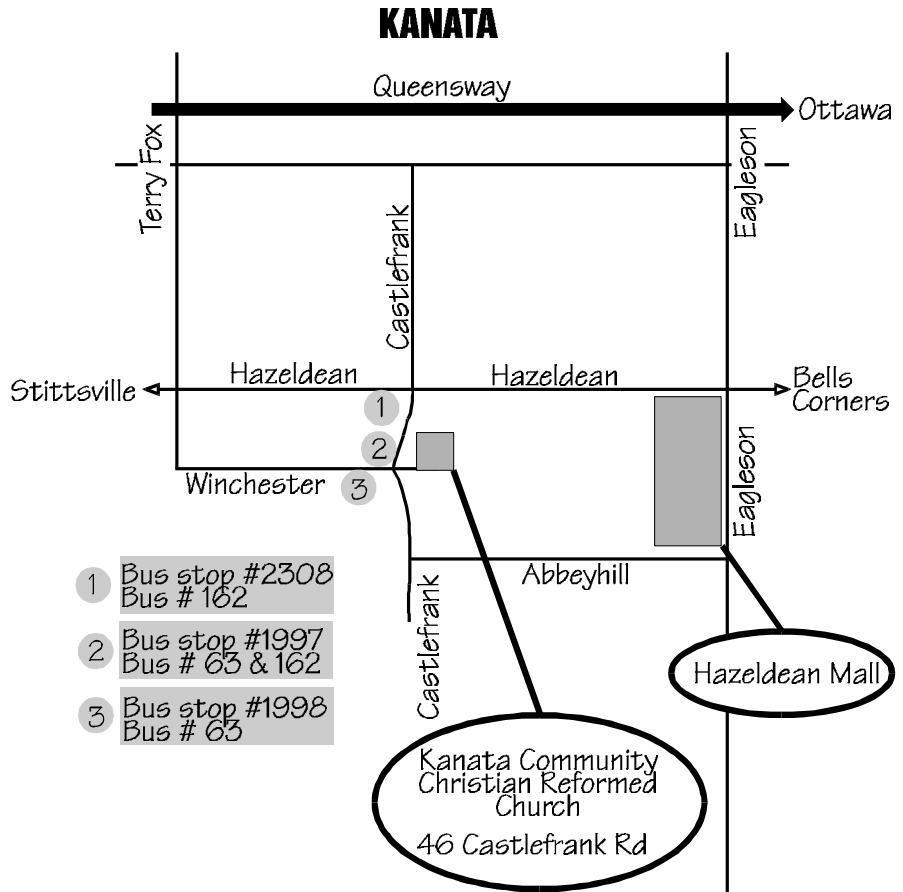 KANATA
Queensway
Ottawa
Terry Fox
Eagleson
Castlefrank
Hazeldean
Hazeldean
Stittsville
Bells
Corners
1
2
3
Winchester
Eagleson
Abbeyhill
Castlefrank
1
Bus stop #2308
Bus # 162
2
Bus stop #1997
Bus # 63 & 162
3
Bus stop #1998
Bus # 63
Hazeldean Mall
Kanata Community
Christian Reformed
Church
46 Castlefrank Rd